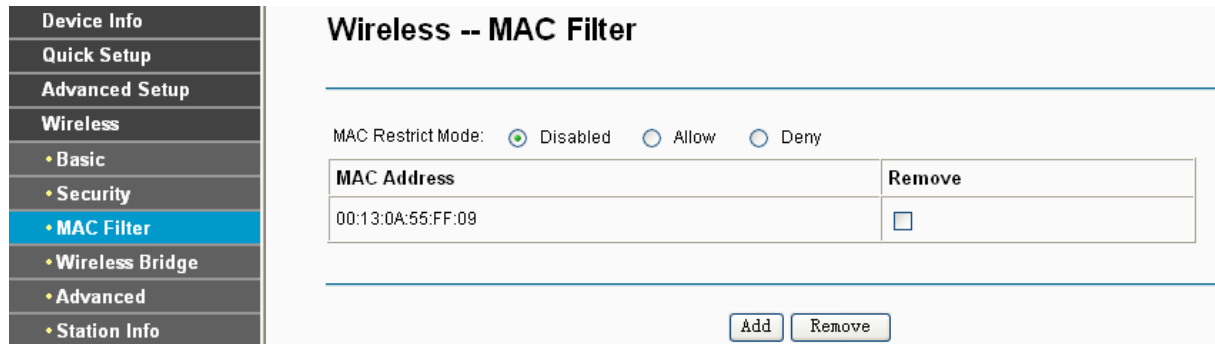 Device Info
Quick Setup
Advanced Setup
Wireless
Basic
Security
MAC Filter
Wireless Bridge
Advanced
Station Info
Wireless -- MAC Filter
MAC Restrict Mode: Disabled Allow Deny
MAC Address Remove
00:13:0A:55:FF:09
Add Remove